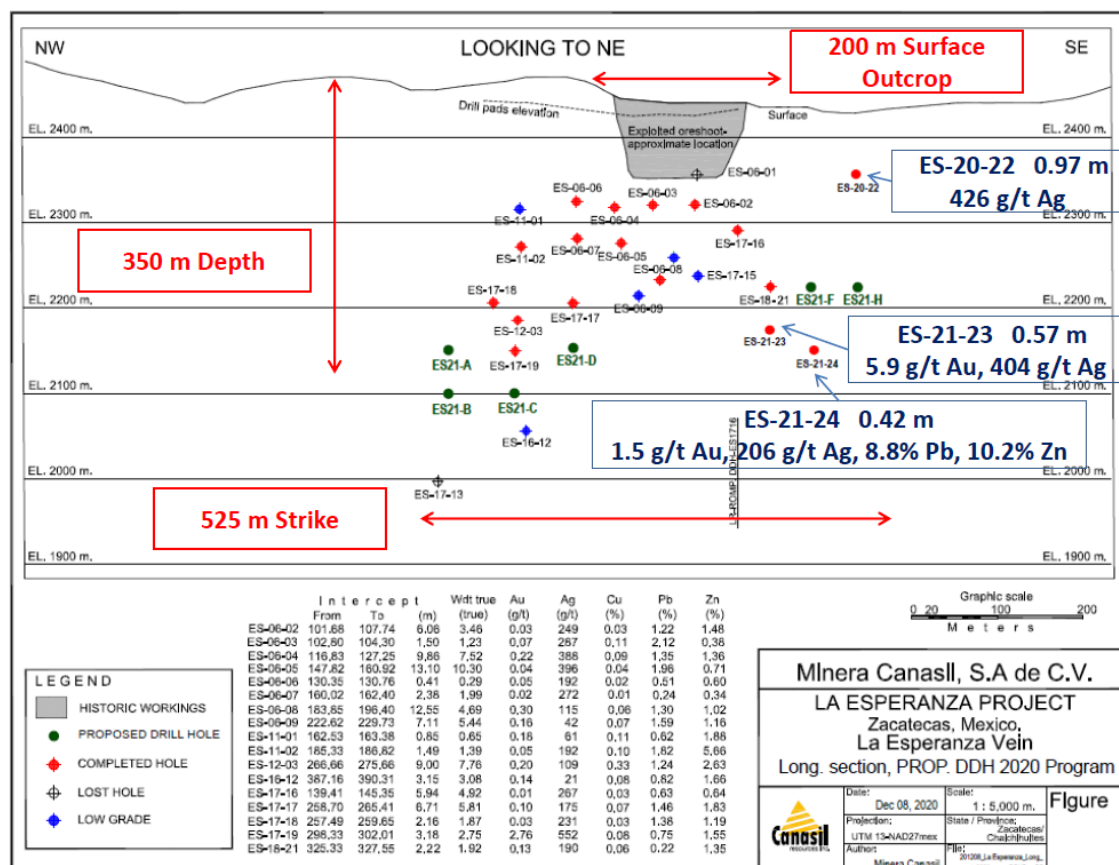 NW
LOOKING TO NE
200 m Surface
Outcrop
SE
Drill pads elevation
Surface
EL. 2400 m.
EL. 2400 m.
Exploited oreshoot-
approximate location
ES-06-01
ES-20-22
ES-20-22 0.97 m
426 g/t Ag
ES-06-06
ES-06-03
ES-06-02
ES-11-01
ES-06-04
EL. 2300 m.
EL. 2300 m.
ES-17-16
350 m Depth
ES-11-02
ES-06-07
ES-06-05
ES-06-08
ES-17-15
ES-17-18
ES-06-09
ES-18-21
ES21-F
ES21-H
EL. 2200 m.
EL. 2200 m.
ES-12-03
ES-17-17
ES-21-23
ES-21-23 0.57 m
5.9 g/t Au, 404 g/t Ag
ES21-A
ES-17-19
ES21-D
ES-21-24
EL. 2100 m.
EL. 2100 m.
ES21-B
ES21-C
ES-16-12
ES-21-24 0.42 m
1.5 g/t Au, 206 g/t Ag, 8.8% Pb, 10.2% Zn
EL. 2000 m.
EL. 2000 m.
ES-17-13
525 m Strike
EL. 1900 m.
EL. 1900 m.
Intercept Wdt true Au Ag Cu Pb Zn
From To (m) (true) (g/t) (g/t) (%) (%) (%)
ES-06-02 101.68 107.74 6.06 3.46 0.03 249 0.03 1.22 1.48
ES-06-03 102,80 104,30 1,50 1,23 0,07 287 0,11 2,12 0,38
ES-06-04 116,83 127,25 9,86 7,52 0,22 388 0,09 1,35 1,36
ES-06-05 147,82 160,92 13,10 10,30 0,04 396 0,04 1,96 0,71
ES-06-06 130.35 130.76 0.41 0.29 0.05 192 0.02 0.51 0.60
ES-06-07 160,02 162,40 2,38 1,99 0,02 272 0,01 0,24 0,34
ES-06-08 183,65 196,40 12,55 4,69 0,30 115 0,06 1,30 1,02
ES-06-09 222.62 229.73 7.11 5.44 0.16 42 0.07 1.59 1.16
ES-11-01 162.53 163.38 0.85 0.65 0.18 61 0.11 0.62 1.88
ES-11-02 185,33 186,82 1,49 1,39 0,05 192 0,10 1,82 5,66
ES-12-03 266,66 275,66 9,00 7,76 0,20 109 0,33 1,24 2,63
ES-16-12 387.16 390.31 3.15 3.08 0.14 21 0.08 0.82 1.66
ES-17-16 139,41 145,35 5,94 4,92 0,01 267 0,03 0,63 0,64
ES-17-17 258,70 265,41 6,71 5,81 0,10 175 0,07 1,46 1,83
ES-17-18 257.49 259.65 2.16 1.87 0.03 231 0.03 1.38 1.19
ES-17-19 298,33 302,01 3,18 2,75 2,76 552 0,08 0,75 1,55
ES-18-21 325.33 327.55 2.22 1.92 0.13 190 0.06 0.22 1.35
Graphic scale
0 20 100 200
Meters
LEGEND
HISTORIC WORKINGS
PROPOSED DRILL HOLE
COMPLETED HOLE
LOST HOLE
LOW GRADE
Minera Canasil, S.A de C.V.
LA ESPERANZA PROJECT
Zacatecas, Mexico,
La Esperanza Vein
Long. section, PROP. DDH 2020 Program
Canasil
resources inc.
Date:
Dec 08, 2020
Scale:
1 : 5,000 m.
Figure
Projection:
UTM 13-NAD27mex
State / Province:
Zacatecas/
Chalchihuites
Author:
Minera Canasil
File:
201208_La Esperanza_Long_